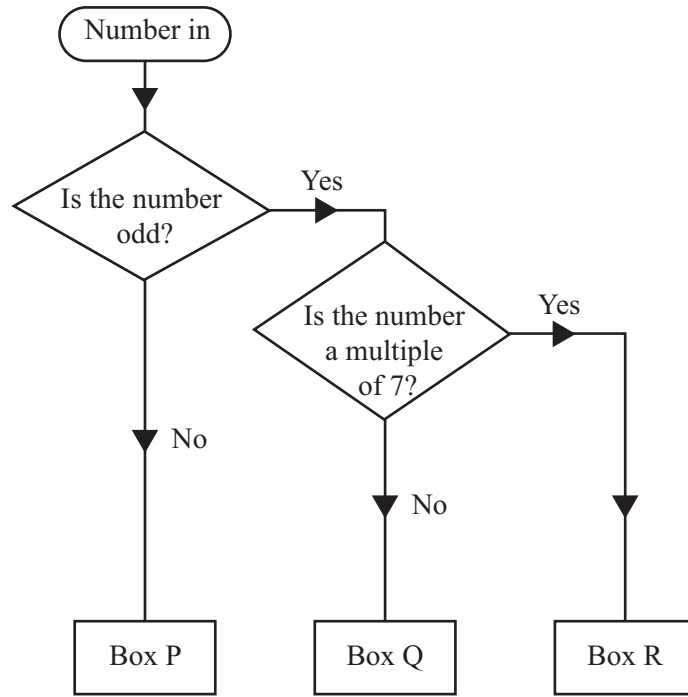 Number in
Is the number
odd?
Yes
Is the number
a multiple
of 7?
Yes
No
No
Box P
Box Q
Box R